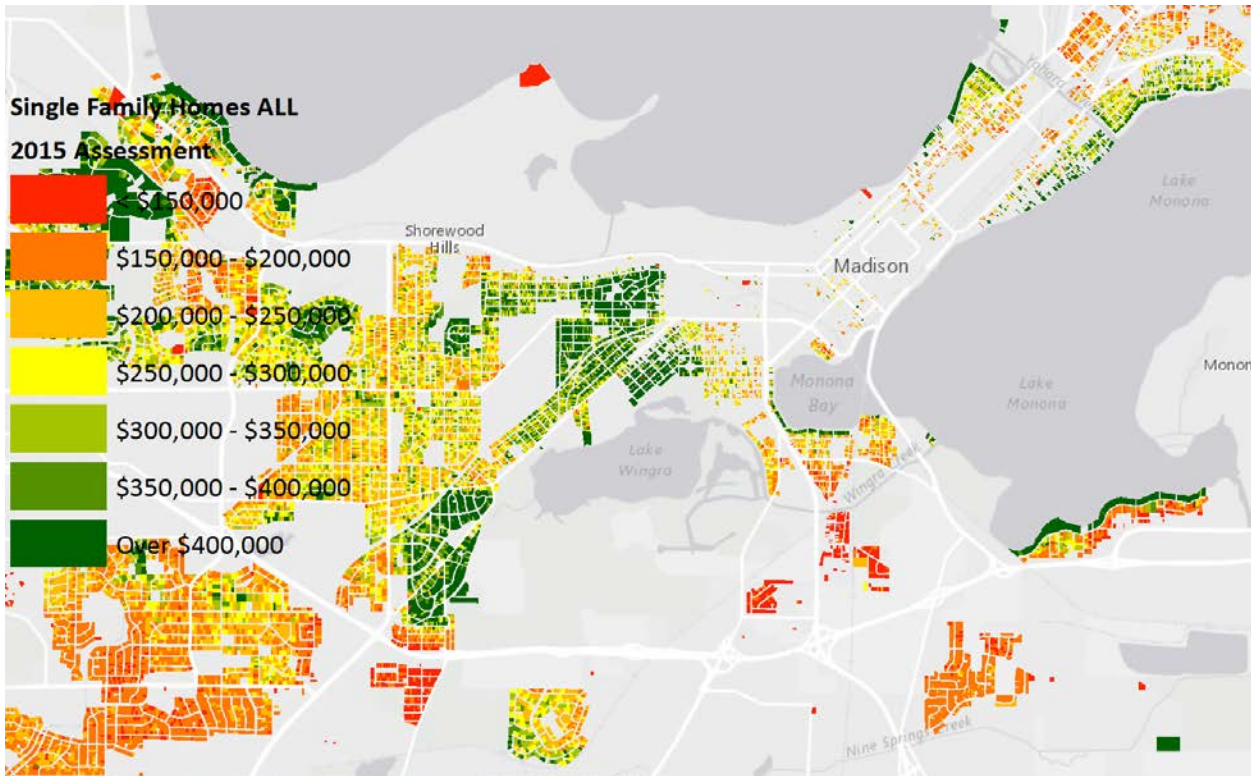 Single Family Homes ALL
2015 Assessment
< $150,000
$150,000 - $200,000
$200,000 - $250,000
$250,000 - $300,000
$300,000 - $350,000
$350,000 - $400,000
Over $400,000
Shorewood
Hills
Madison
Monona
Bay
Lake
Wingra
Wingra Creek
Lake
Monona
Lake
Monona
Monon
Nine Springs Creek